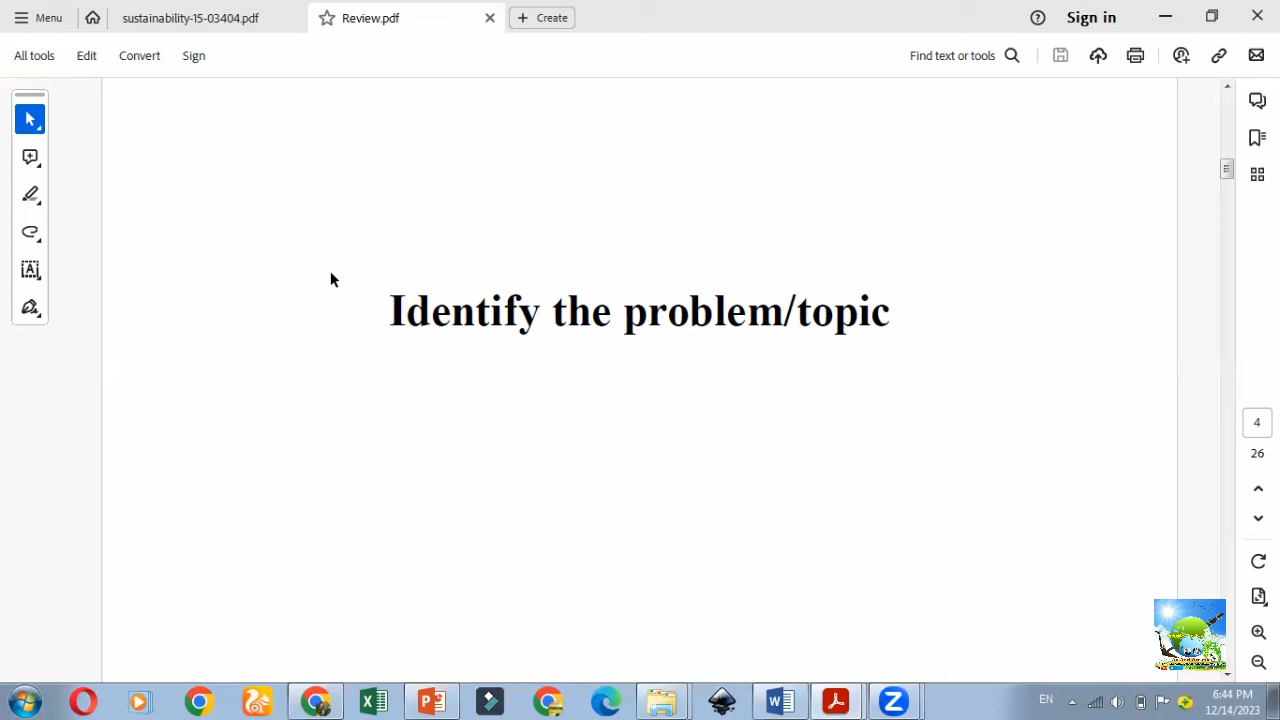 Menu
sustainability-15-03404.pdf
Review.pdf
Create
Sign in
All tools
Edit
Convert
Sign
Find text or tools
Identify the problem/topic
4
26
EN
6:44 PM
12/14/2023